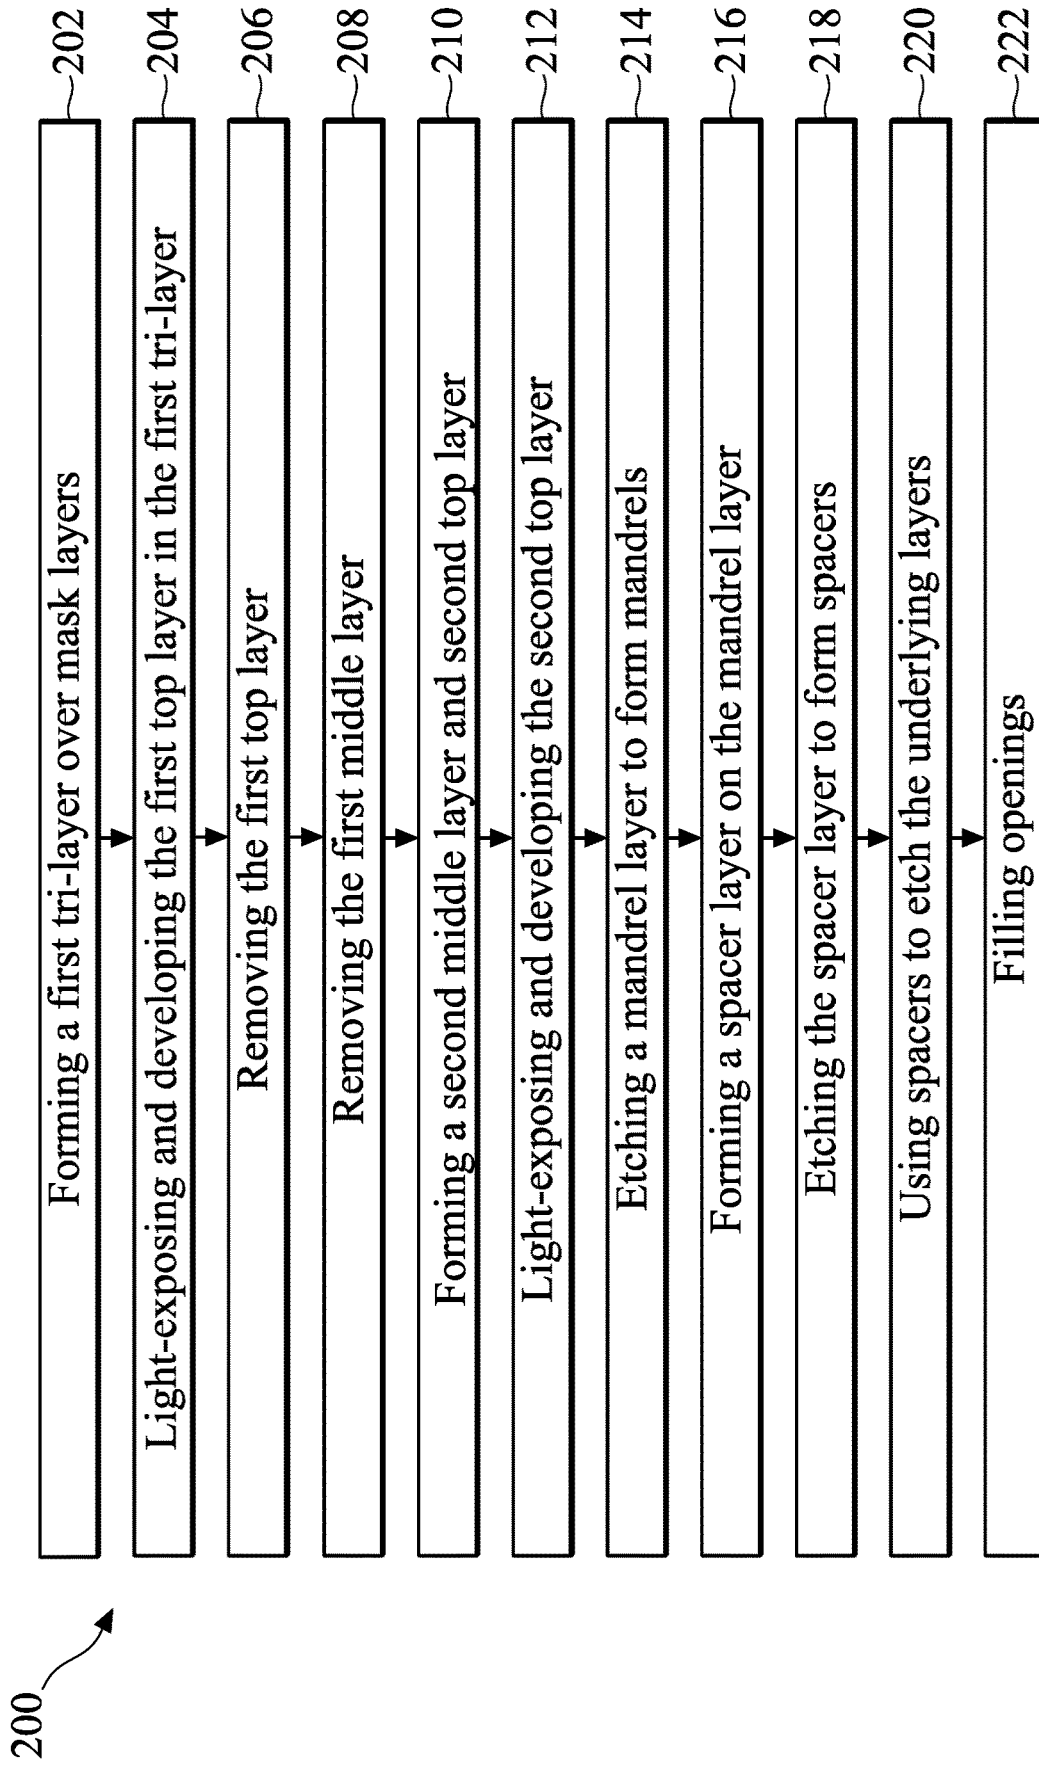 200
Forming a first tri-layer over mask layers 202
Light-exposing and developing the first top layer in the first tri-layer 204
Removing the first top layer 206
Removing the first middle layer 208
Forming a second middle layer and second top layer 210
Light-exposing and developing the second top layer 212
Etching a mandrel layer to form mandrels 214
Forming a spacer layer on the mandrel layer 216
Etching the spacer layer to form spacers 218
Using spacers to etch the underlying layers 220
Filling openings 222